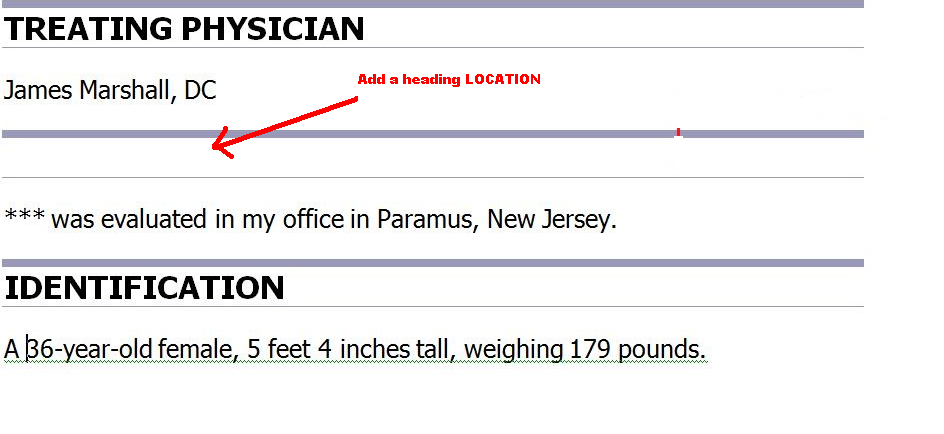 TREATING PHYSICIAN
James Marshall, DC
Add a heading LOCATION
*** was evaluated in my office in Paramus, New Jersey.
IDENTIFICATION
A 36-year-old female, 5 feet 4 inches tall, weighing 179 pounds.